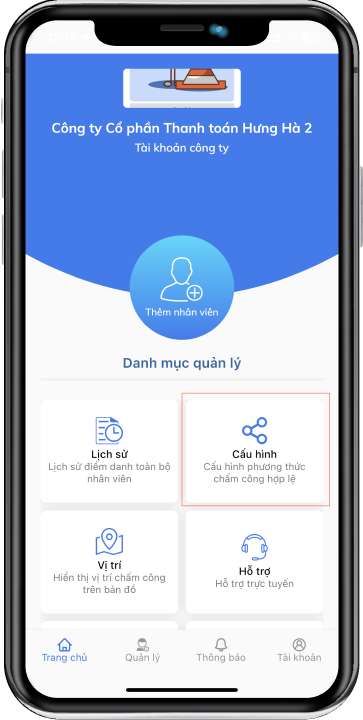 Công ty Cổ phần Thanh toán Hưng Hà 2
Tài khoản công ty
Thêm nhân viên
Danh mục quản lý
Lịch sử
Lịch sử điểm danh toàn bộ
nhân viên
Cấu hình
Cấu hình phương thức
chấm công hợp lệ
Vị trí
Hiển thị vị trí chấm công
trên bản đồ
Hỗ trợ
Hỗ trợ trực tuyến
Trang chủ
Quản lý
Thông báo
Tài khoản